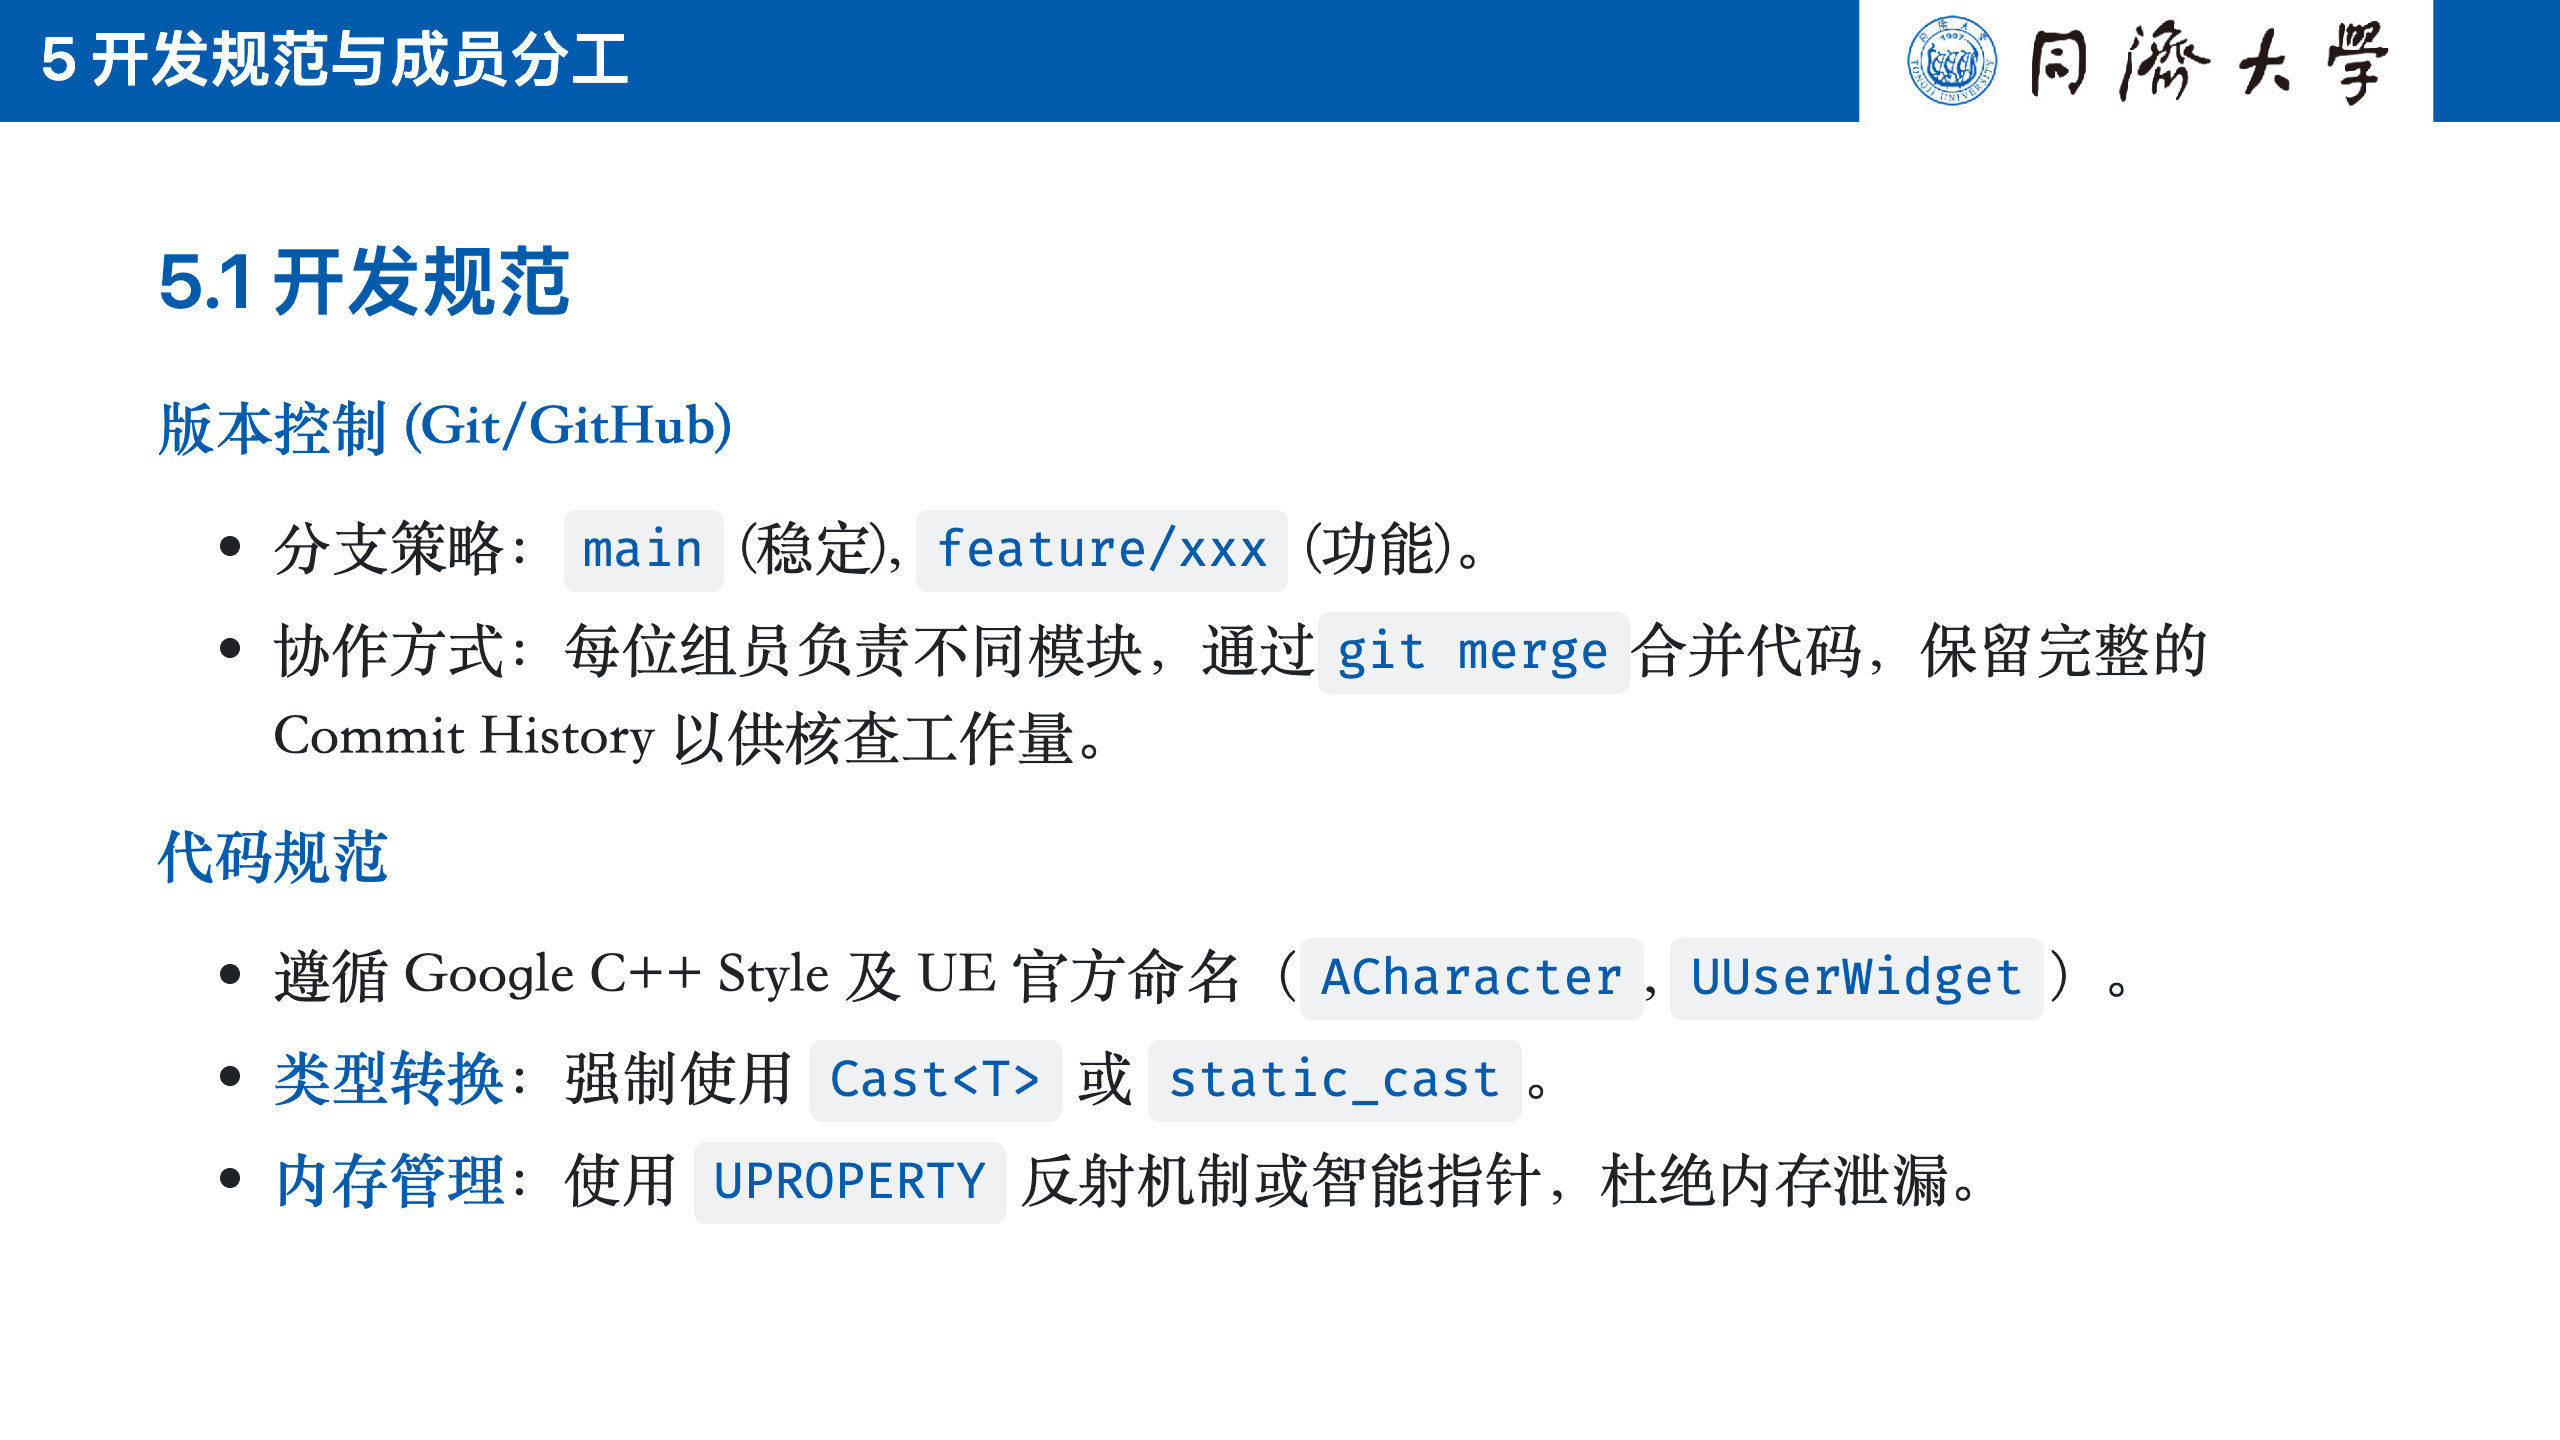 5 开发规范与成员分工
同濟大學
1907
TONGJI UNIVERSITY
5.1 开发规范
版本控制 (Git/GitHub)
• 分支策略： main (稳定), feature/xxx (功能)。
• 协作方式：每位组员负责不同模块，通过 git merge 合并代码，保留完整的
Commit History 以供核查工作量。
代码规范
• 遵循 Google C++ Style 及 UE 官方命名（ACharacter, UUserWidget）。
• 类型转换：强制使用 Cast<T> 或 static_cast。
• 内存管理：使用 UPROPERTY 反射机制或智能指针，杜绝内存泄漏。